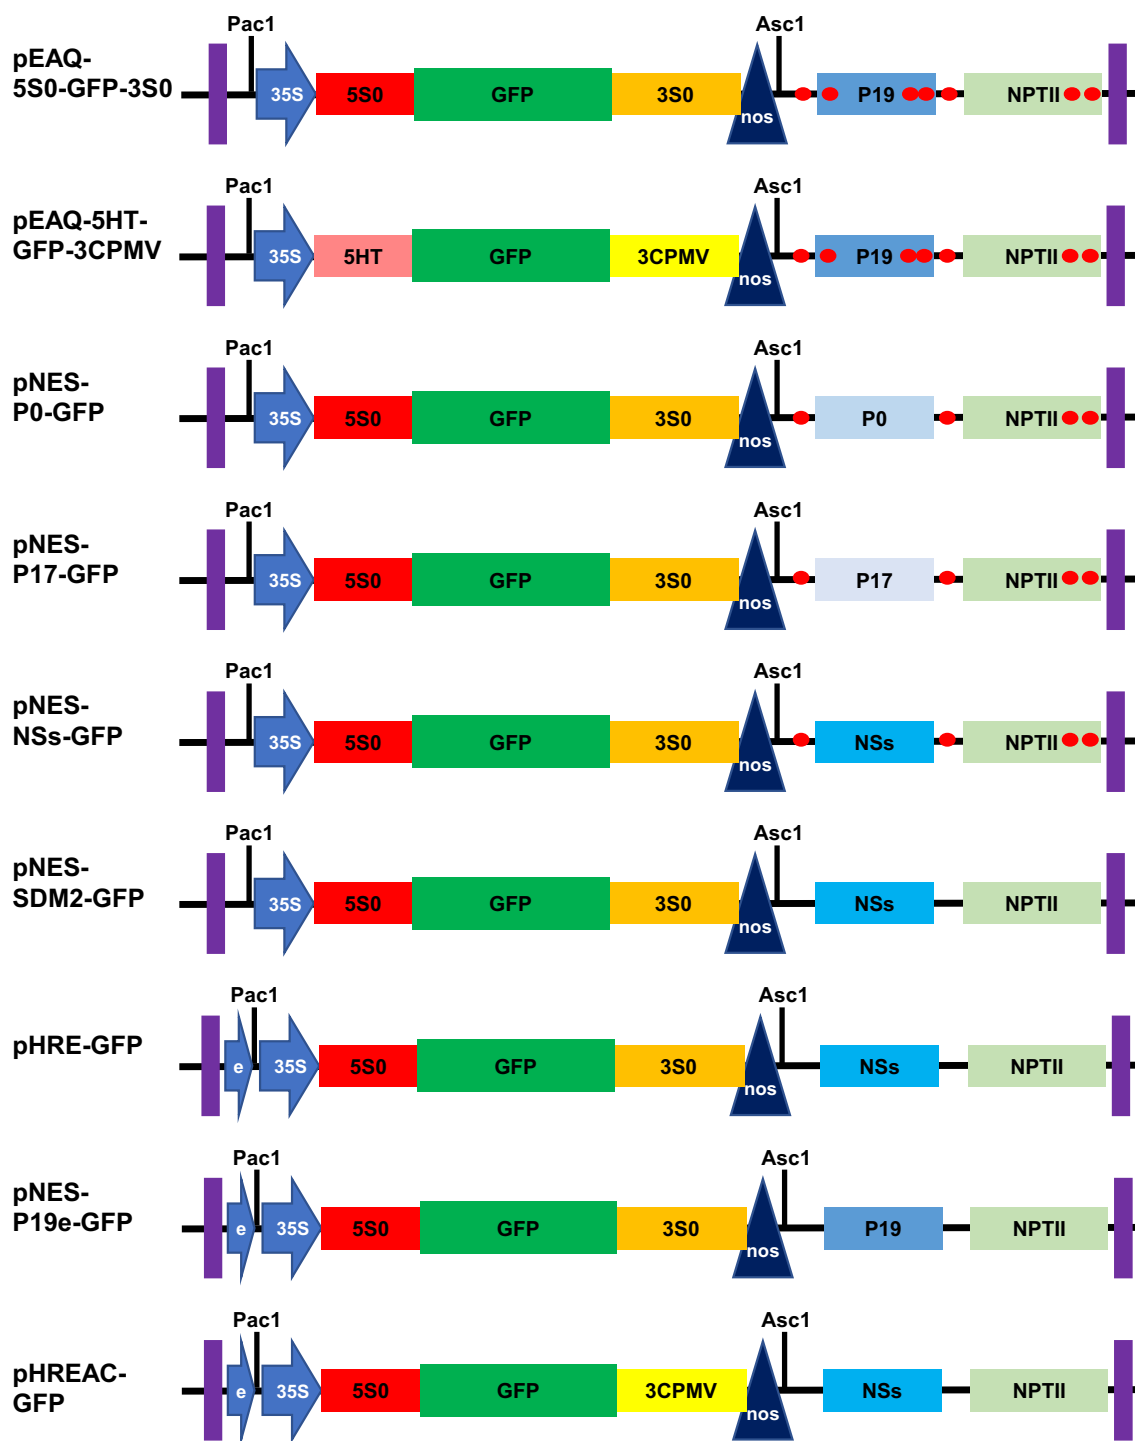 Pac1 Asc1
pEAQ-
5S0-GFP-3S0
35S 5S0 GFP 3S0 nos P19 NPTII
Pac1 Asc1
pEAQ-5HT-
GFP-3CPMV
35S 5HT GFP 3CPMV nos P19 NPTII
Pac1 Asc1
pNES-
P0-GFP
35S 5S0 GFP 3S0 nos P0 NPTII
Pac1 Asc1
pNES-
P17-GFP
35S 5S0 GFP 3S0 nos P17 NPTII
Pac1 Asc1
pNES-
NSs-GFP
35S 5S0 GFP 3S0 nos NSs NPTII
Pac1 Asc1
pNES-
SDM2-GFP
35S 5S0 GFP 3S0 nos NSs NPTII
Pac1 Asc1
pHRE-GFP
e 35S 5S0 GFP 3S0 nos NSs NPTII
Pac1 Asc1
pNES-
P19e-GFP
e 35S 5S0 GFP 3S0 nos P19 NPTII
Pac1 Asc1
pHREAC-
GFP
e 35S 5S0 GFP 3CPMV nos NSs NPTII